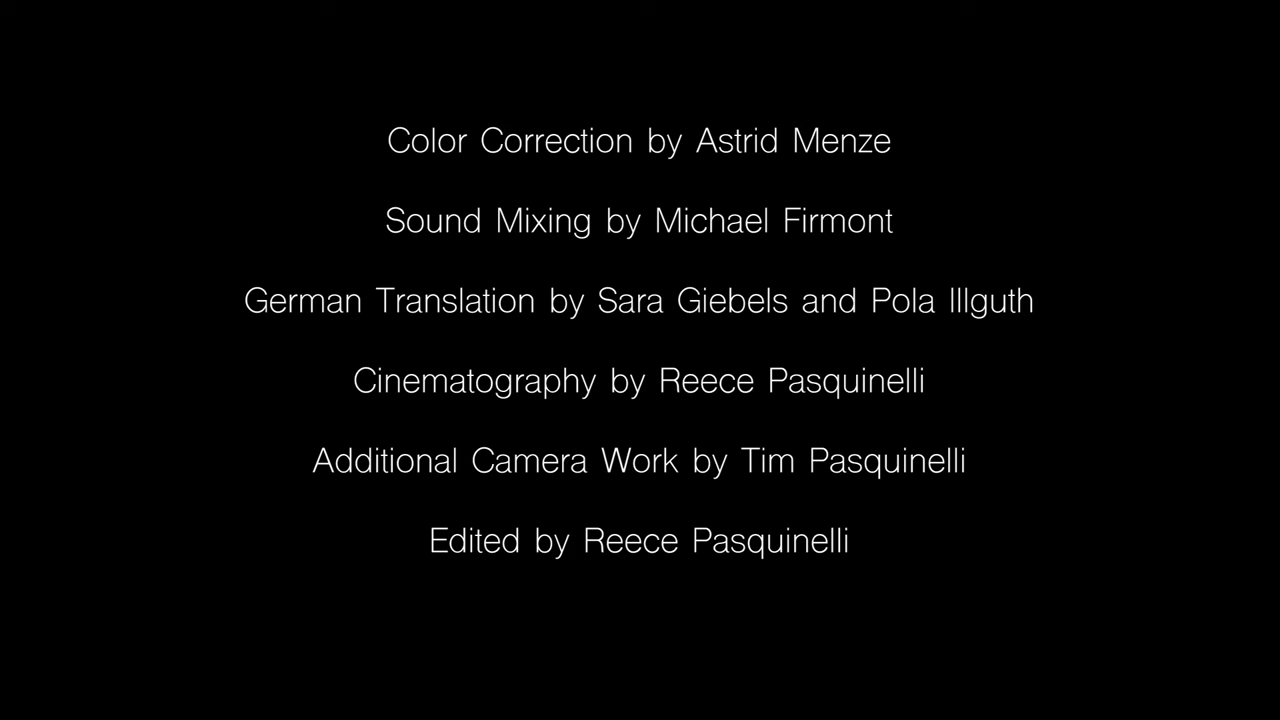 Color Correction by Astrid Menze
Sound Mixing by Michael Firmont
German Translation by Sara Giebels and Pola Illguth
Cinematography by Reece Pasquinelli
Additional Camera Work by Tim Pasquinelli
Edited by Reece Pasquinelli